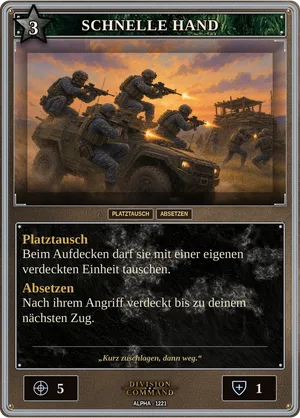 3
SCHNELLE HAND
PLATZTAUSCH
ABSETZEN
Platztausch
Beim Aufdecken darf sie mit einer eigenen
verdeckten Einheit tauschen.
Absetzen
Nach ihrem Angriff verdeckt bis zu deinem
nächsten Zug.
„Kurz zuschlagen, dann weg.“
5
DIVISION
COMMAND
ALPHA - 1221
1